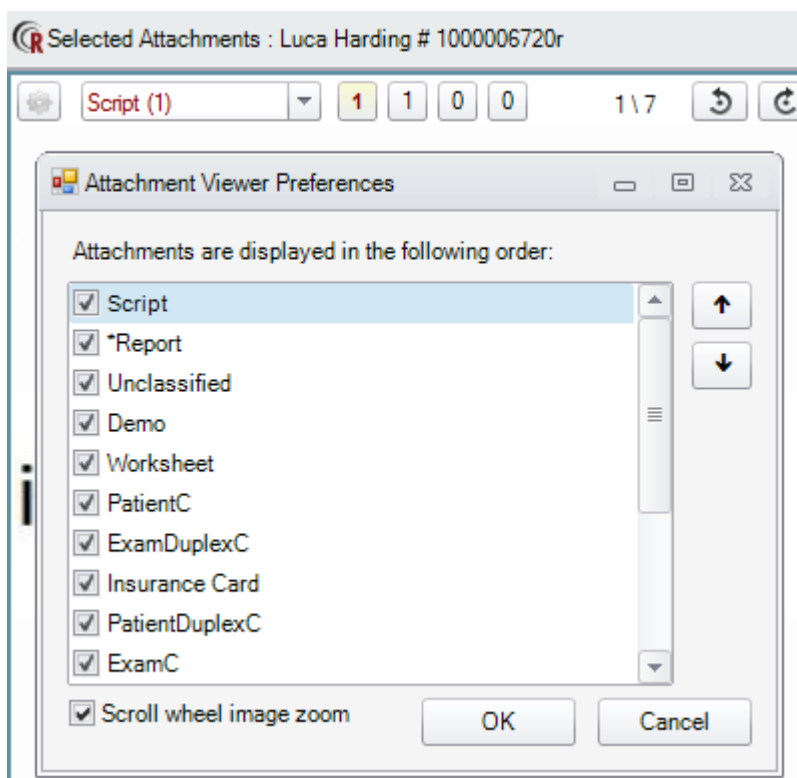 Selected Attachments : Luca Harding # 1000006720r
Script (1) 1 1 0 0 1\7
Attachment Viewer Preferences
Attachments are displayed in the following order:
Script
*Report
Unclassified
Demo
Worksheet
PatientC
ExamDuplexC
Insurance Card
PatientDuplexC
ExamC
Scroll wheel image zoom OK Cancel